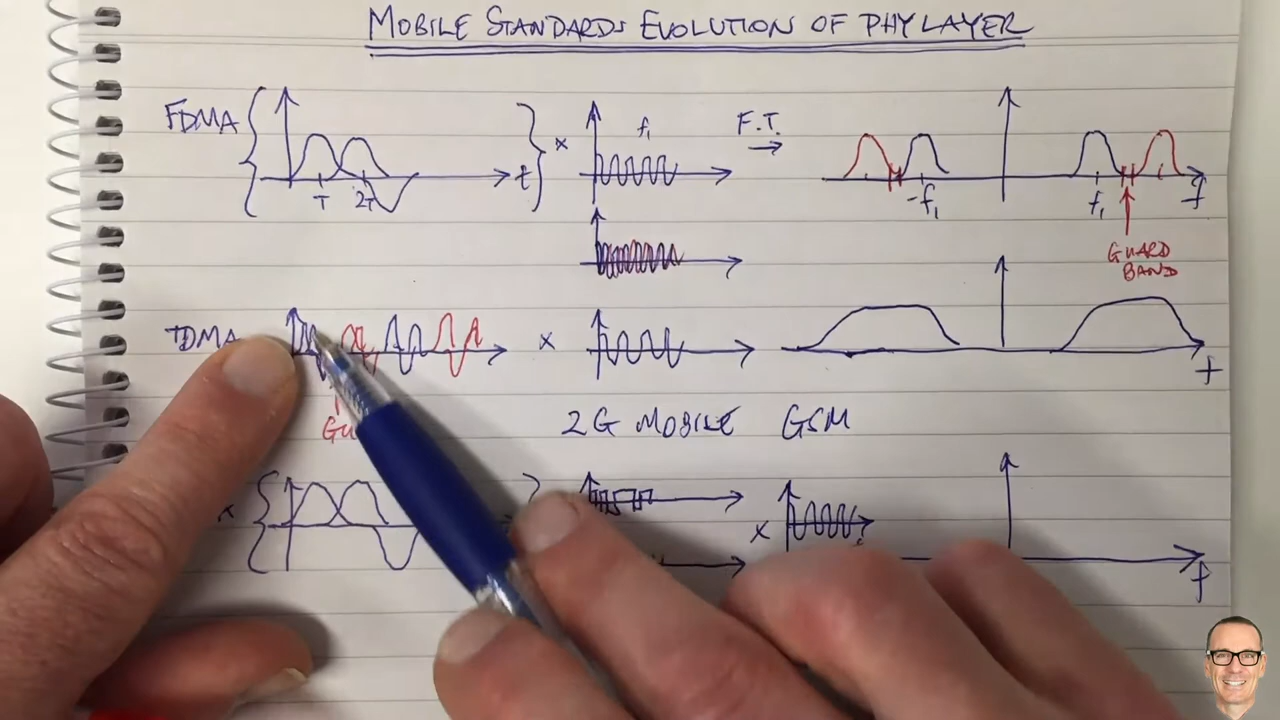 MOBILE STANDARDS EVOLUTION OF PHY LAYER
FDMA
T
2T
t
×
f₁
F.T.
-f₁
f₁
f
GUARD
BAND
TDMA
×
f
2G MOBILE GSM
×
f